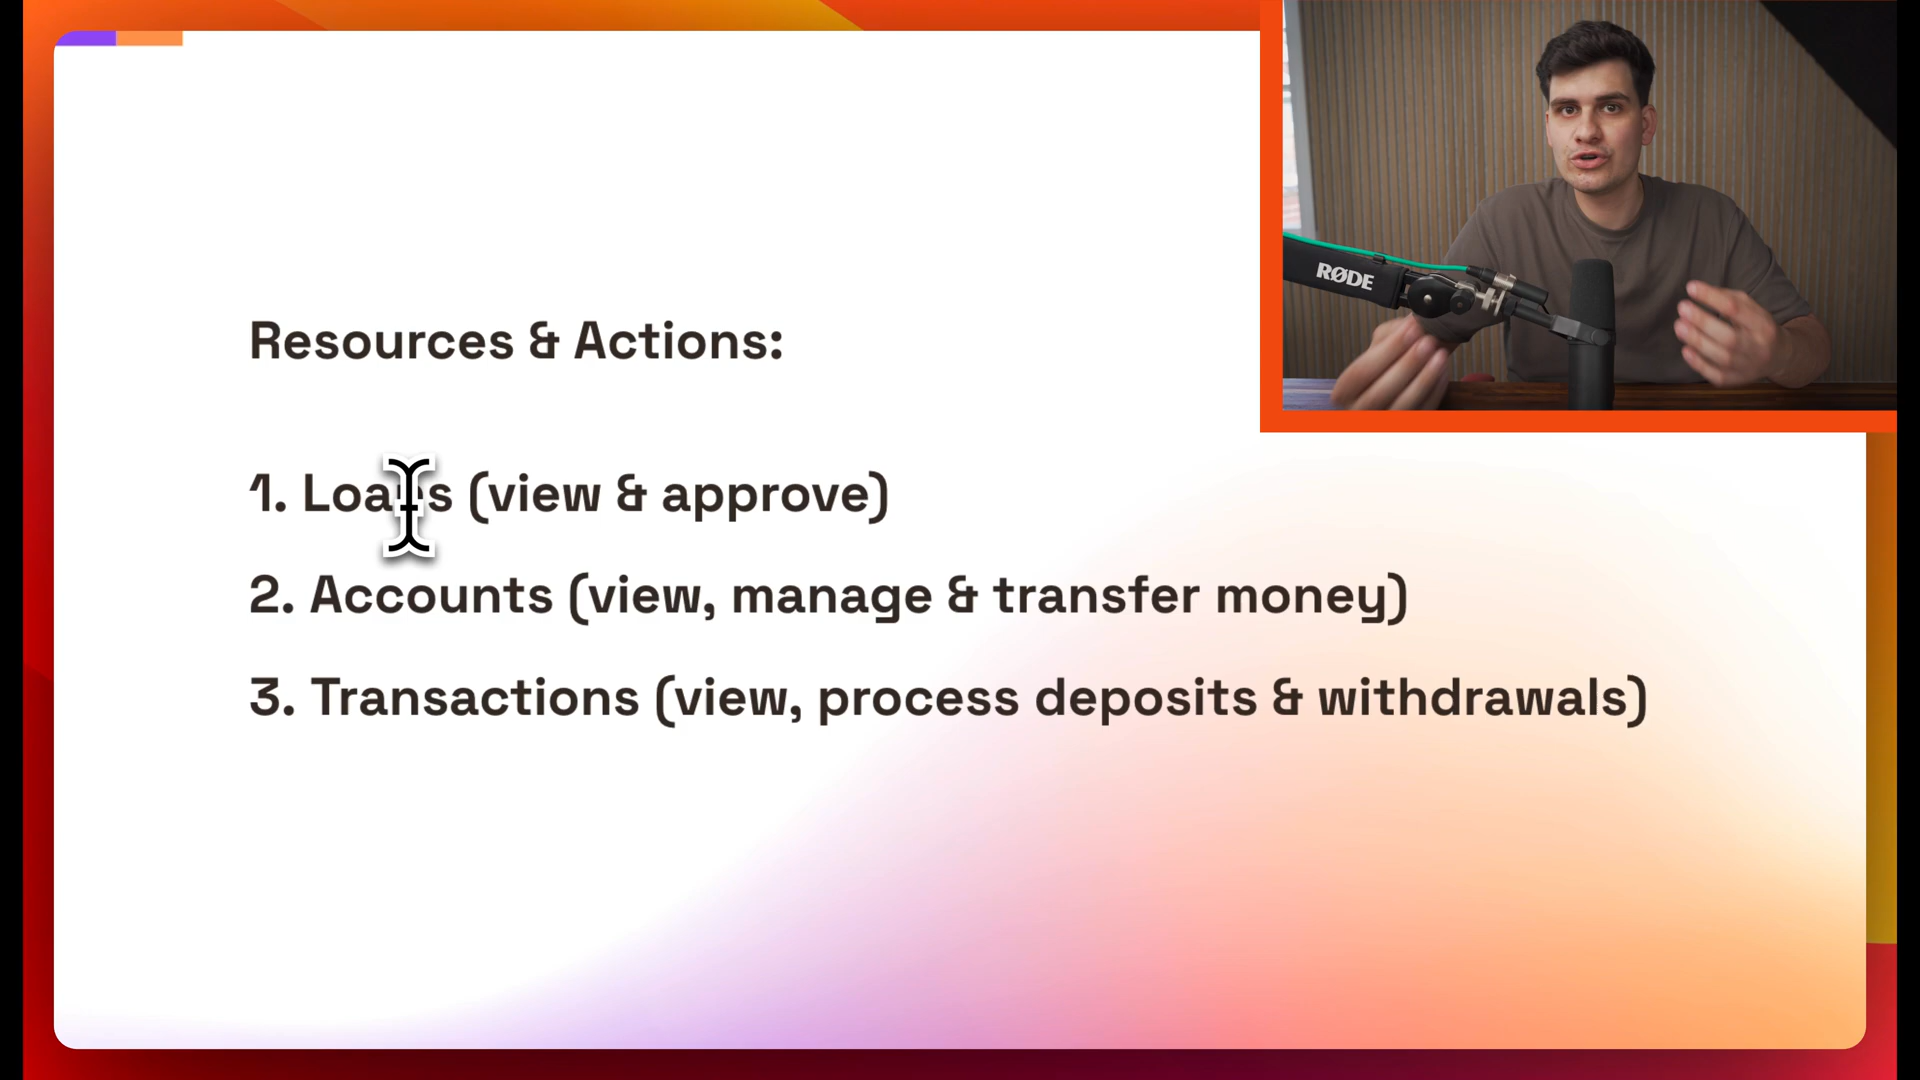 Resources & Actions:
1. Loans (view & approve)
2. Accounts (view, manage & transfer money)
3. Transactions (view, process deposits & withdrawals)
RØDE